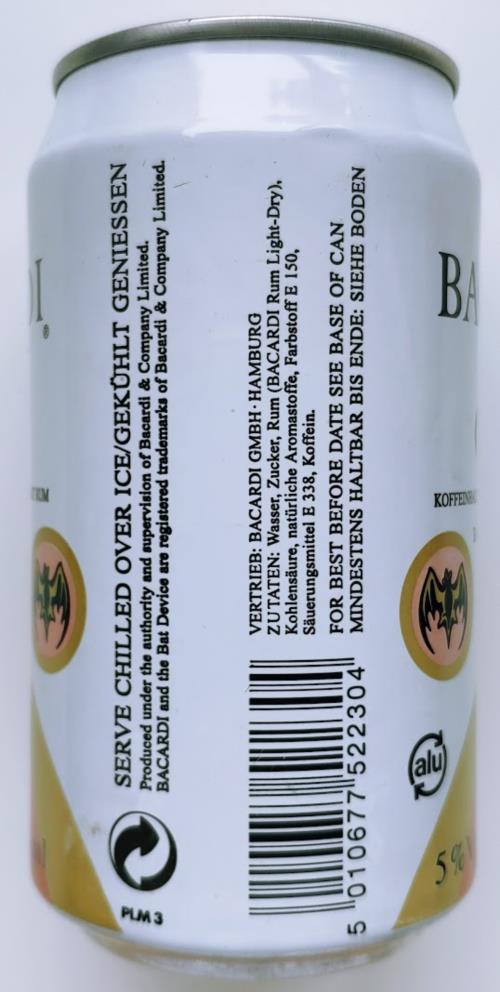 SERVE CHILLED OVER ICE/GEKÜHLT GENIESSEN
Produced under the authority and supervision of Bacardi & Company Limited.
BACARDI and the Bat Device are registered trademarks of Bacardi & Company Limited.
VERTRIEB: BACARDI GMBH · HAMBURG
ZUTATEN: Wasser, Zucker, Rum (BACARDI Rum Light-Dry),
Kohlensäure, natürliche Aromastoffe, Farbstoff E 150,
Säuerungsmittel E 338, Koffein.
FOR BEST BEFORE DATE SEE BASE OF CAN
MINDESTENS HALTBAR BIS ENDE: SIEHE BODEN
5 010677 522304
PLM 3
DI®
RUM
BA
KOFFEINHA
alu
5%